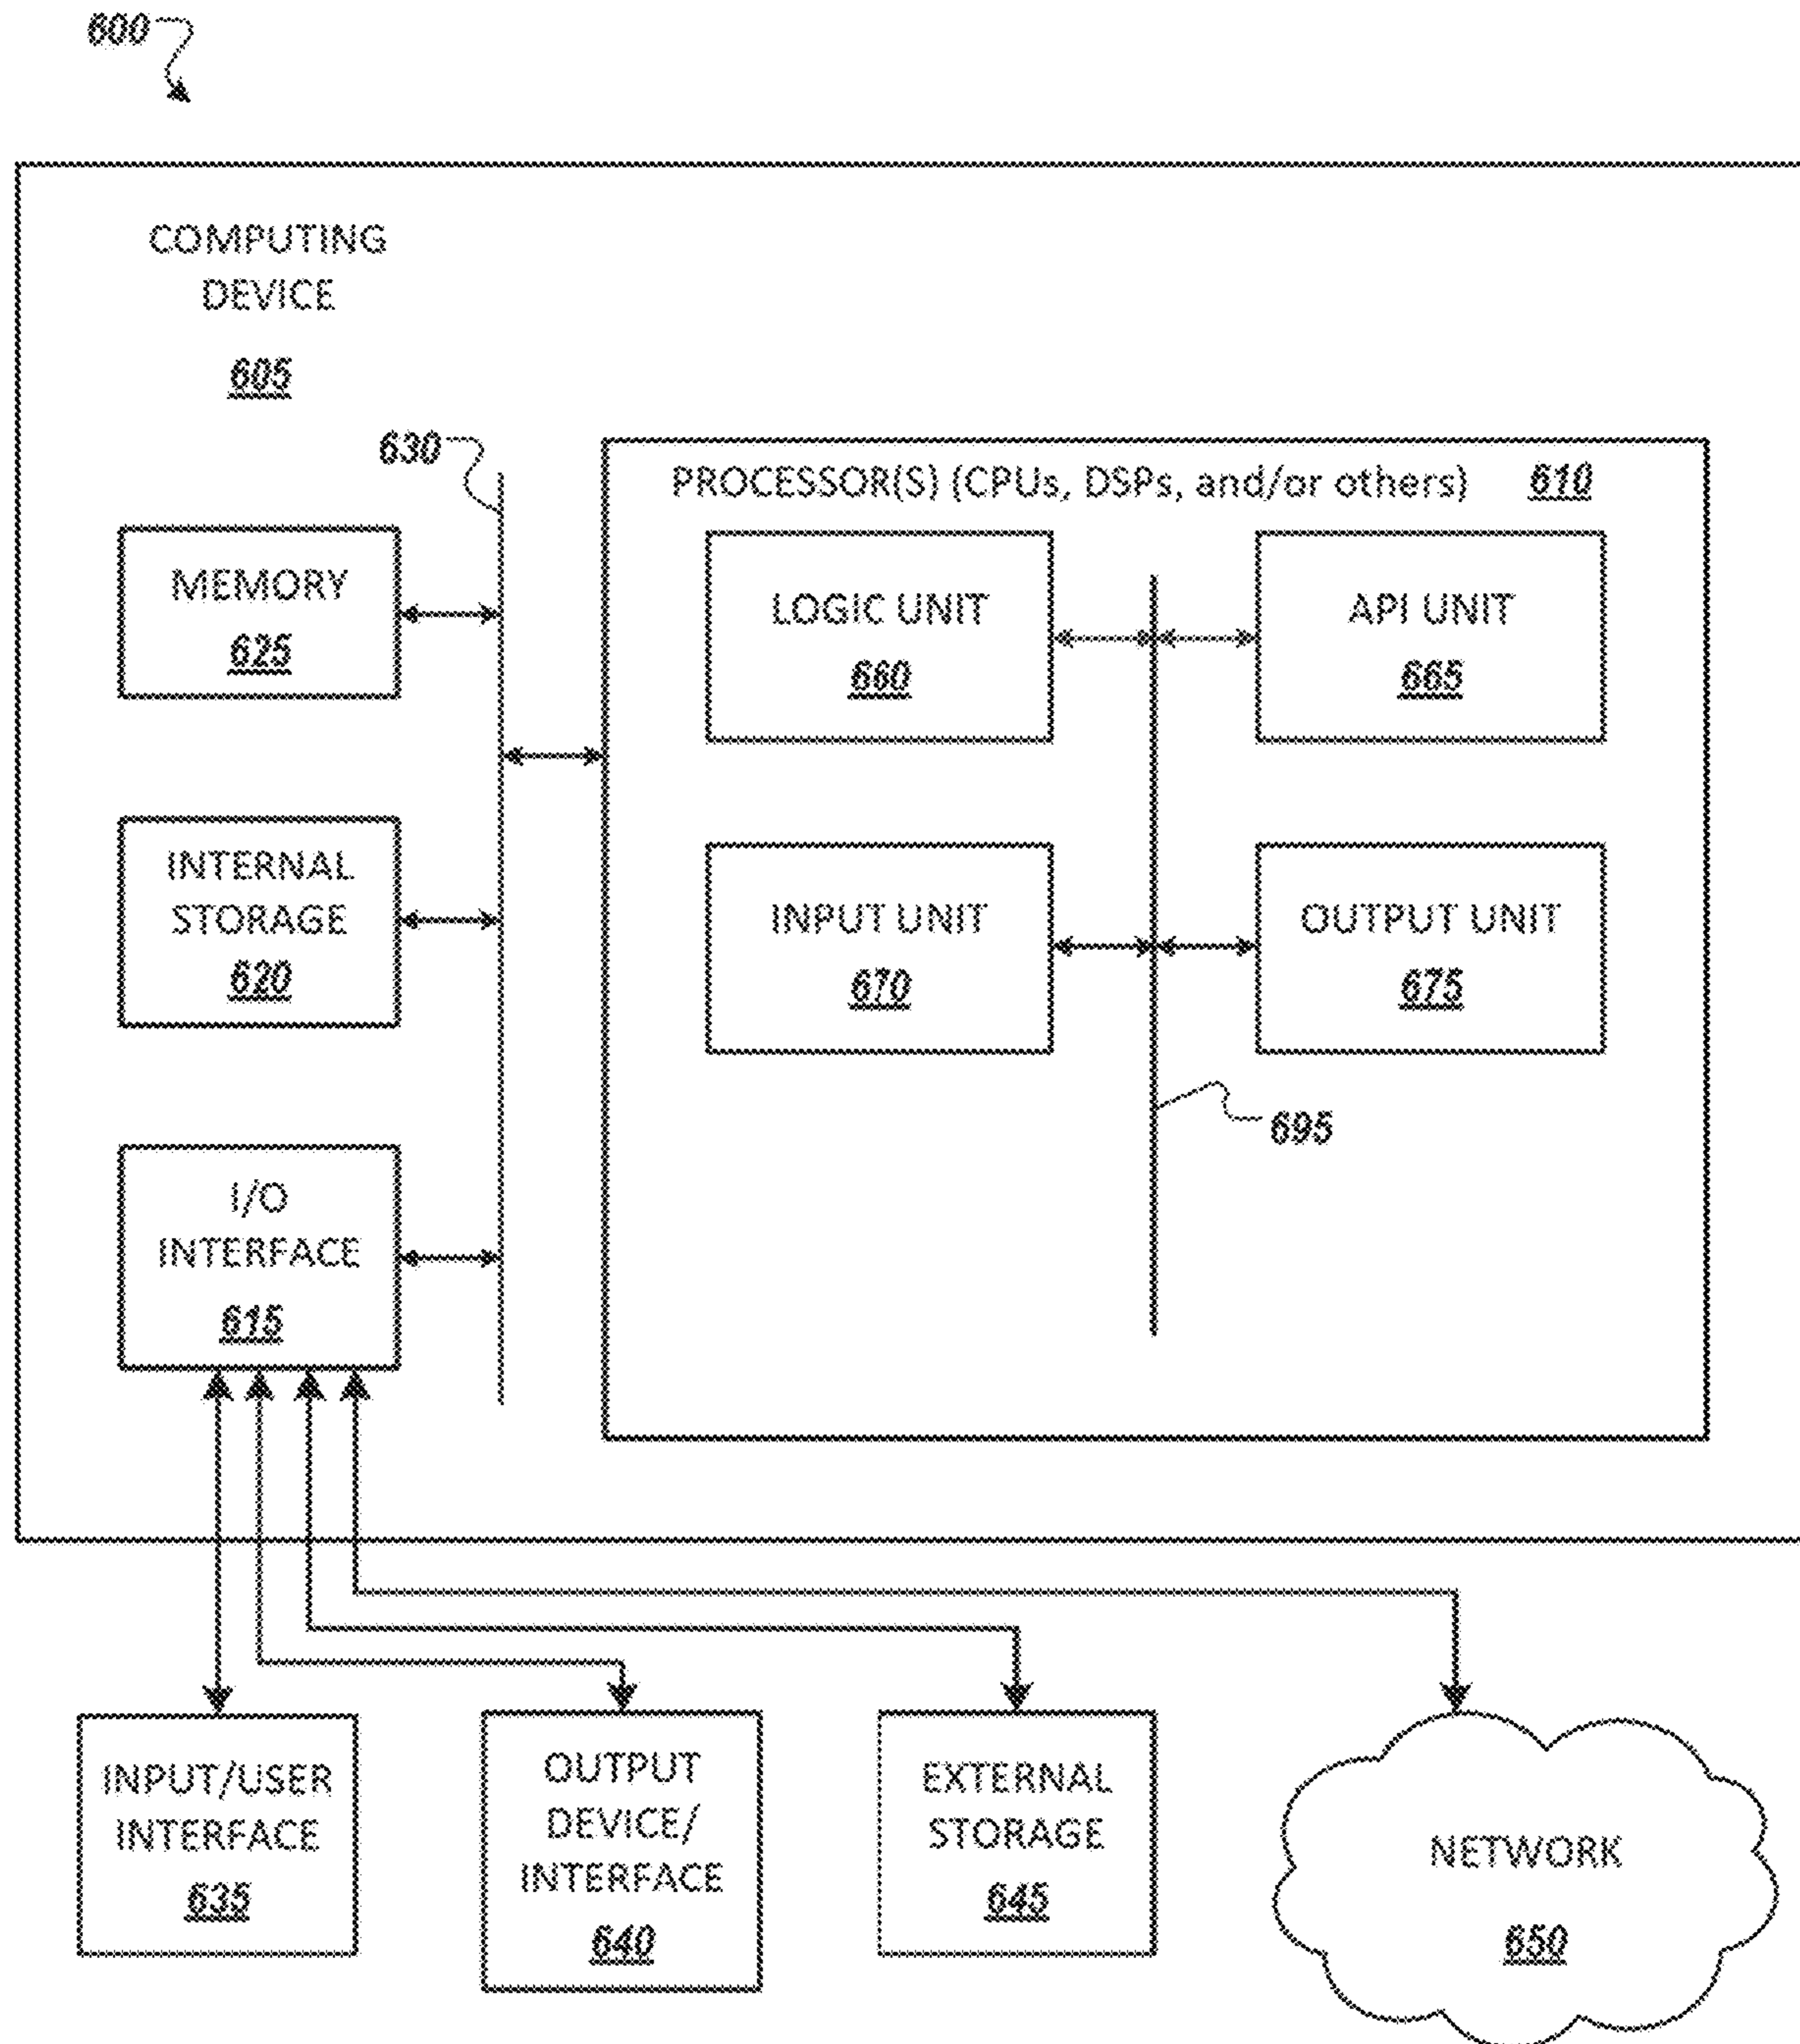 600
COMPUTING
DEVICE
605
630
PROCESSOR(S) (CPUs, DSPs, and/or others) 610
MEMORY
625
LOGIC UNIT
660
API UNIT
665
INTERNAL
STORAGE
620
INPUT UNIT
670
OUTPUT UNIT
675
695
I/O
INTERFACE
615
INPUT/USER
INTERFACE
635
OUTPUT
DEVICE/
INTERFACE
640
EXTERNAL
STORAGE
645
NETWORK
650